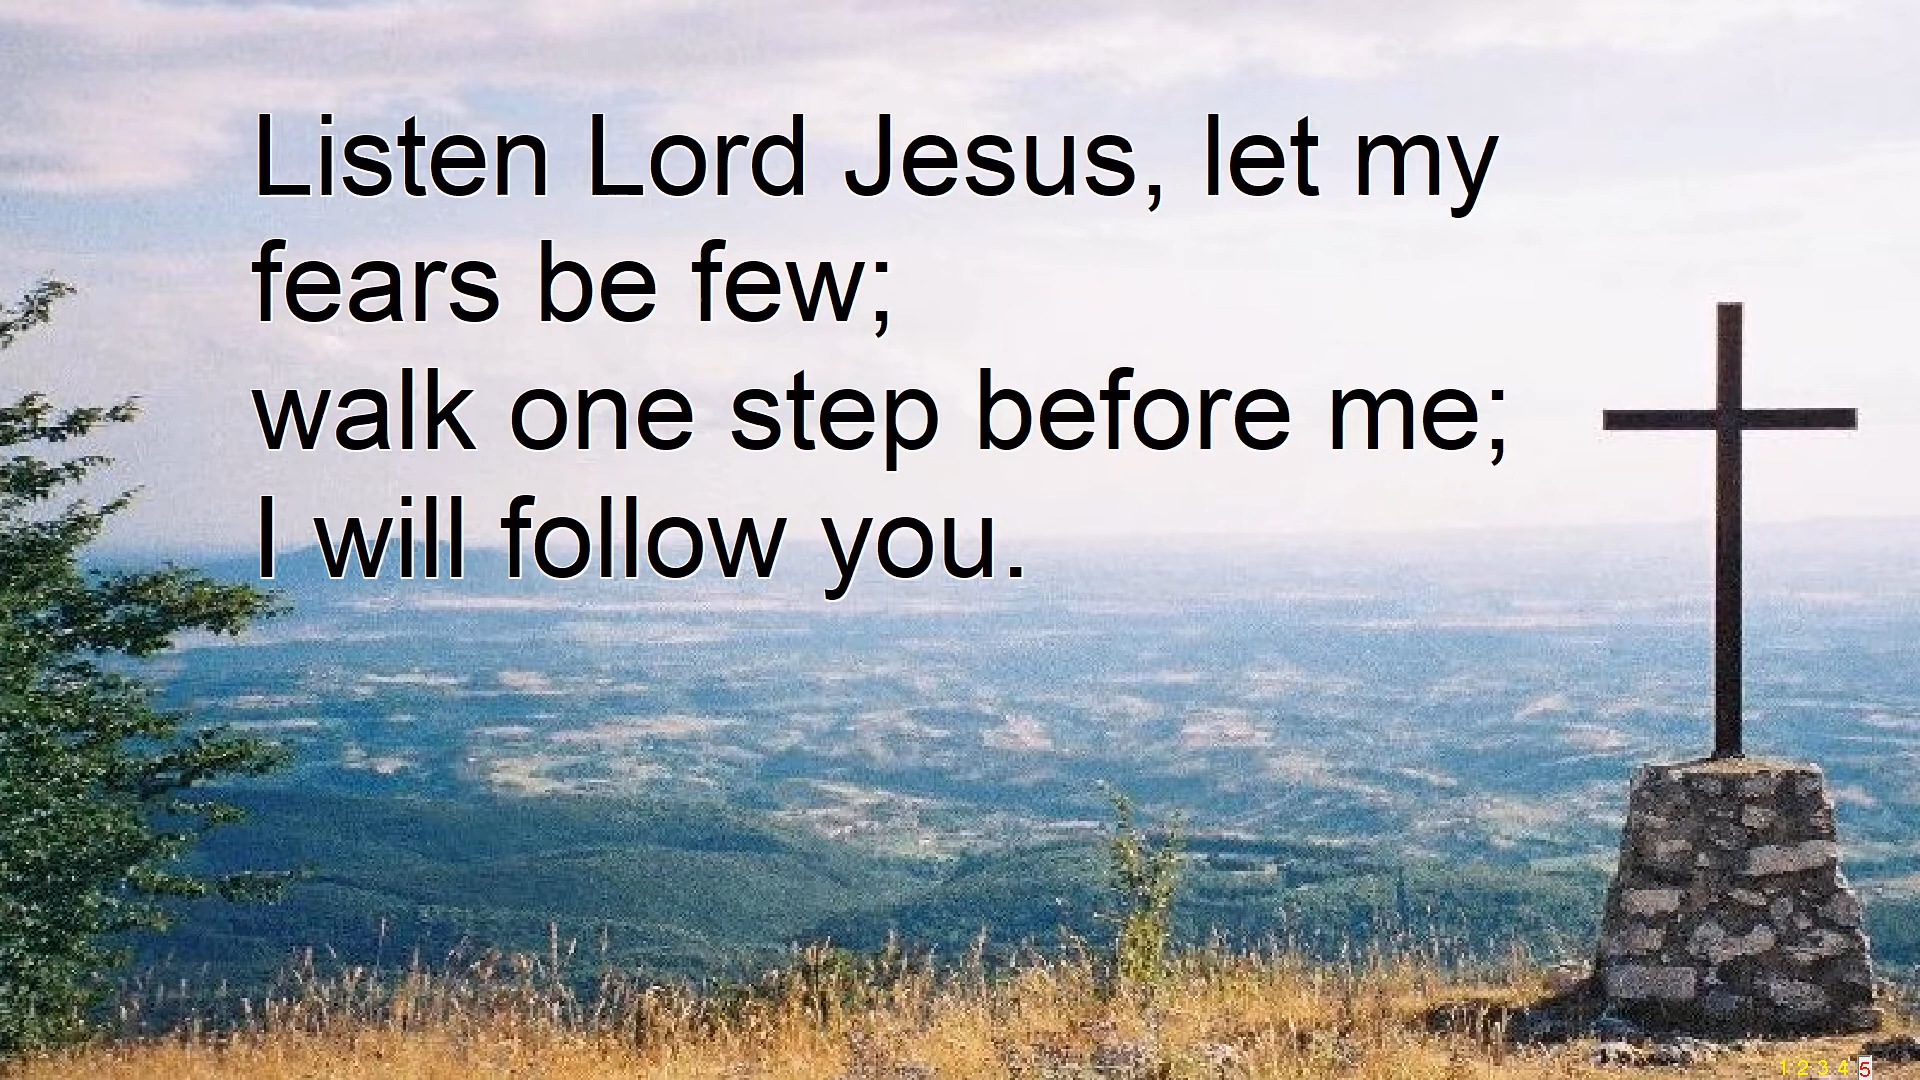 Listen Lord Jesus, let my
fears be few;
walk one step before me;
I will follow you.
1 2 3 4 5